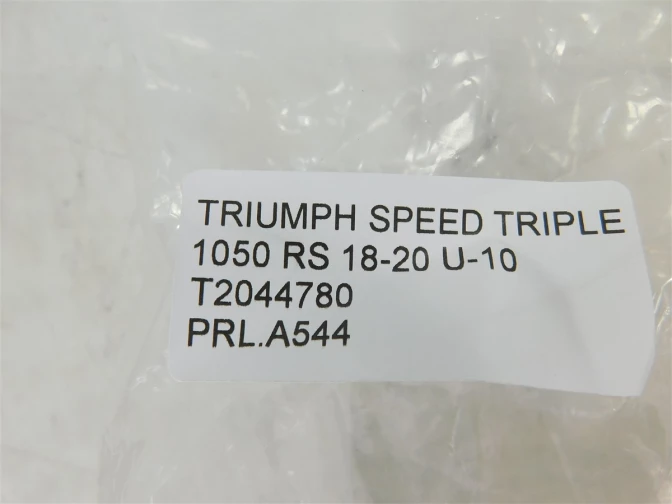 TRIUMPH SPEED TRIPLE
1050 RS 18-20 U-10
T2044780
PRL.A544